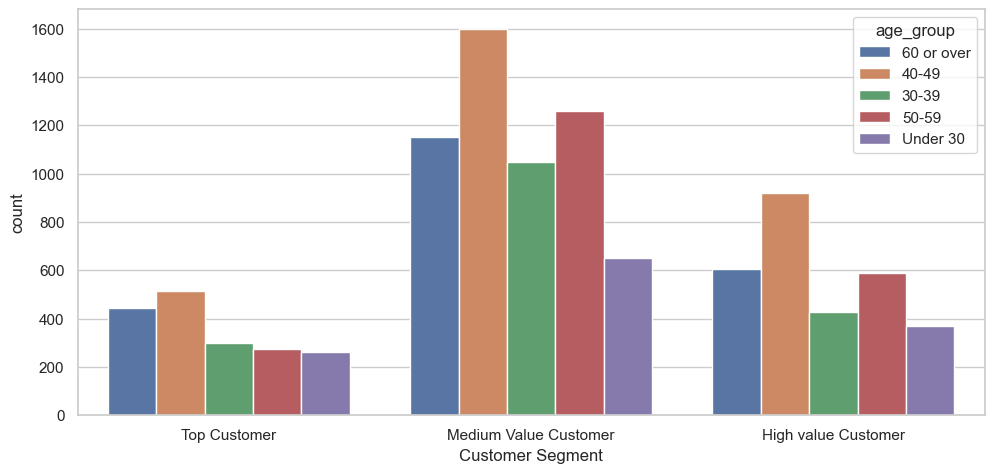 1600
1400
1200
1000
800
600
400
200
0
count
age_group
60 or over
40-49
30-39
50-59
Under 30
Top Customer
Medium Value Customer
High value Customer
Customer Segment